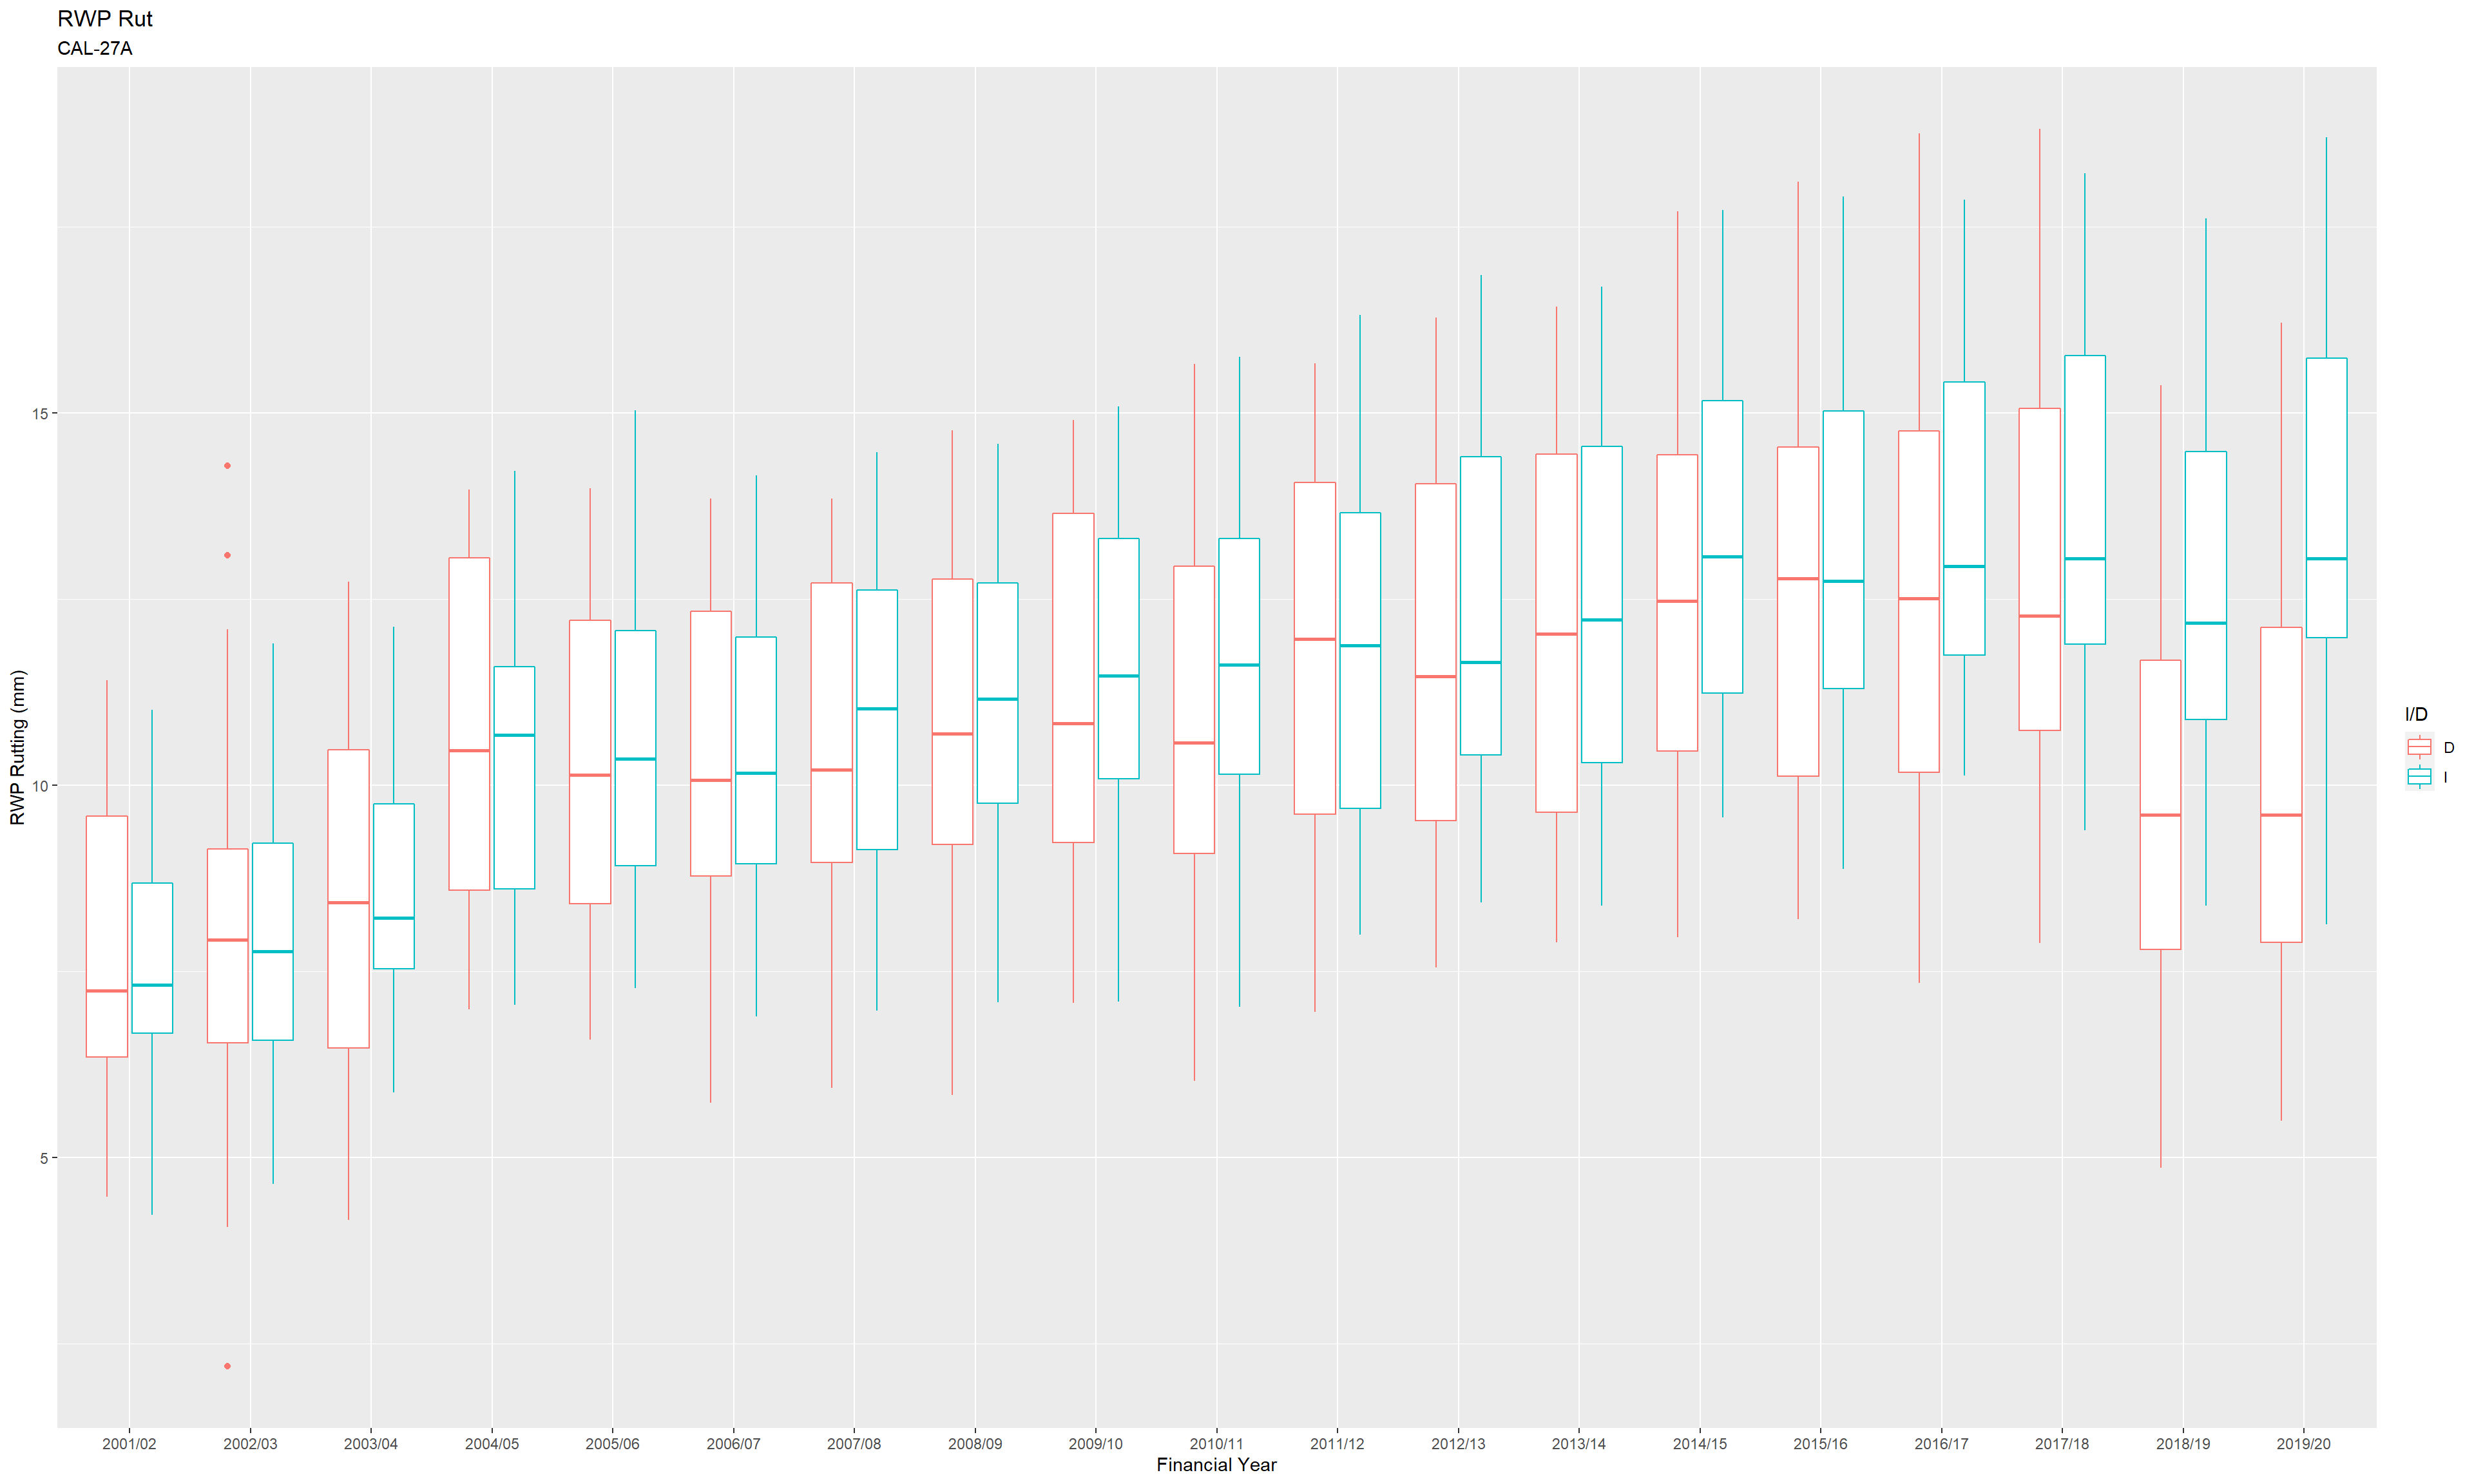 RWP Rut
CAL-27A
RWP Rutting (mm)
15
10
5
2001/02 2002/03 2003/04 2004/05 2005/06 2006/07 2007/08 2008/09 2009/10 2010/11 2011/12 2012/13 2013/14 2014/15 2015/16 2016/17 2017/18 2018/19 2019/20
Financial Year
I/D
D
I